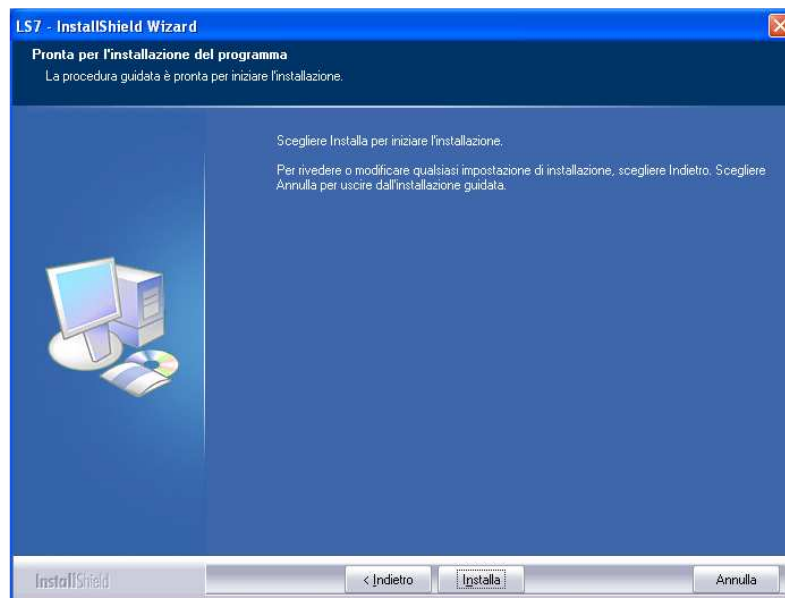 LS7 - InstallShield Wizard
Pronta per l'installazione del programma
La procedura guidata è pronta per iniziare l'installazione.
Scegliere Installa per iniziare l'installazione.
Per rivedere o modificare qualsiasi impostazione di installazione, scegliere Indietro. Scegliere
Annulla per uscire dall'installazione guidata.
InstallShield
< Indietro
Installa
Annulla